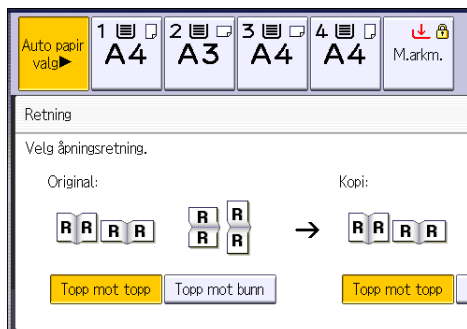 Auto papir
valg▶
1
A4
2
A3
3
A4
4
A4
M.arkm.
Retning
Velg åpningsretning.
Original:
Kopi:
R R R R
R R
R R
→
R R R R
Topp mot topp
Topp mot bunn
Topp mot topp